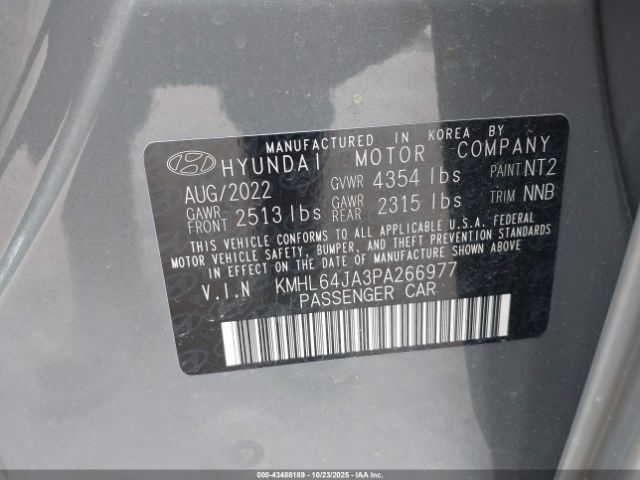 MANUFACTURED IN KOREA BY
HYUNDAI MOTOR COMPANY
AUG/2022 GVWR 4354 lbs PAINT NT2
GAWR FRONT 2513 lbs GAWR REAR 2315 lbs TRIM NNB
THIS VEHICLE CONFORMS TO ALL APPLICABLE U.S.A. FEDERAL
MOTOR VEHICLE SAFETY, BUMPER, AND THEFT PREVENTION STANDARDS
IN EFFECT ON THE DATE OF MANUFACTURE SHOWN ABOVE.
V.I.N KMHL64JA3PA266977
PASSENGER CAR
000-43488189 | 10/23/2025 | IAAI.COM